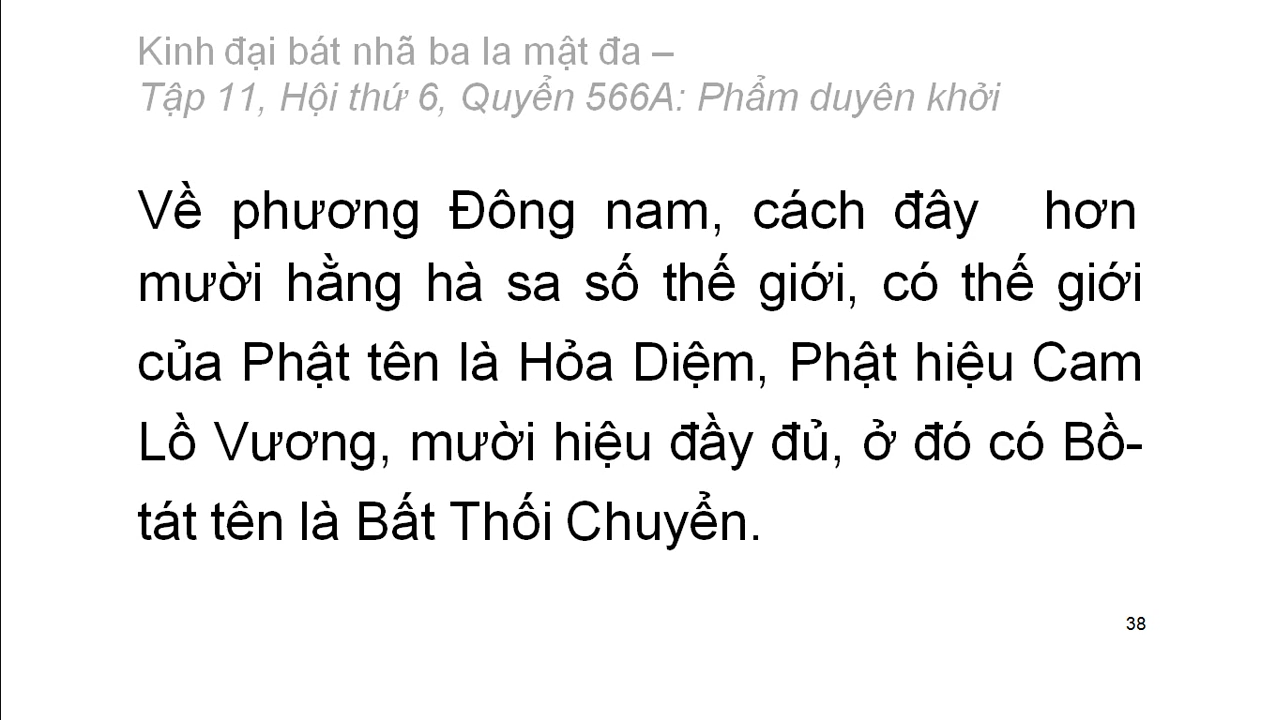 Kinh đại bát nhã ba la mật đa –
Tập 11, Hội thứ 6, Quyển 566A: Phẩm duyên khởi
Về phương Đông nam, cách đây hơn
mười hằng hà sa số thế giới, có thế giới
của Phật tên là Hỏa Diệm, Phật hiệu Cam
Lồ Vương, mười hiệu đầy đủ, ở đó có Bồ-
tát tên là Bất Thối Chuyển.
38